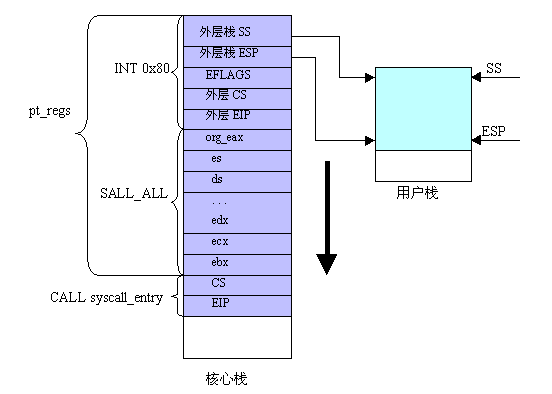 外层栈 SS
外层栈 ESP
EFLAGS
外层 CS
外层 EIP
org_eax
es
ds
...
edx
ecx
ebx
CS
EIP
核心栈
INT 0x80
pt_regs
SALL_ALL
CALL syscall_entry
SS
ESP
用户栈